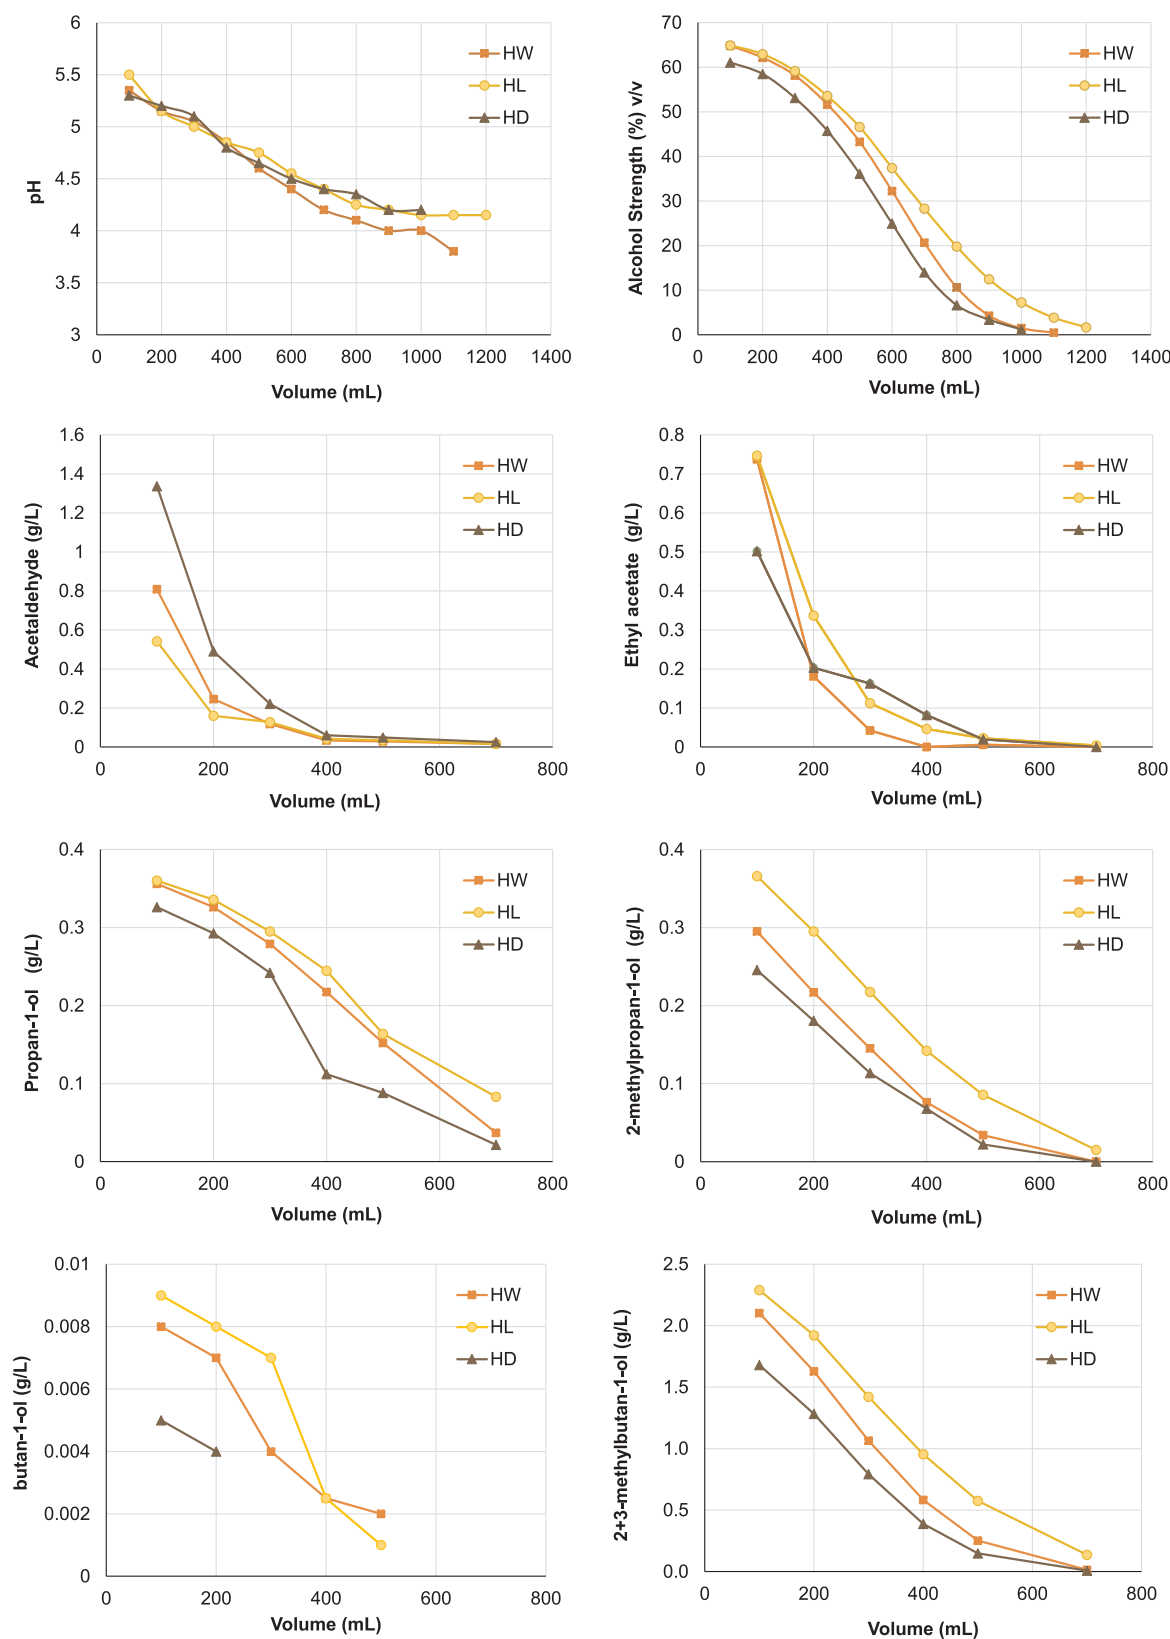 pH
6
5.5
5
4.5
4
3.5
3
0 200 400 600 800 1000 1200 1400
Volume (mL)
HW
HL
HD
Alcohol Strength (%) v/v
70
60
50
40
30
20
10
0
0 200 400 600 800 1000 1200 1400
Volume (mL)
HW
HL
HD
Acetaldehyde (g/L)
1.6
1.4
1.2
1
0.8
0.6
0.4
0.2
0
0 200 400 600 800
Volume (mL)
HW
HL
HD
Ethyl acetate (g/L)
0.8
0.7
0.6
0.5
0.4
0.3
0.2
0.1
0
0 200 400 600 800
Volume (mL)
HW
HL
HD
Propan-1-ol (g/L)
0.4
0.3
0.2
0.1
0
0 200 400 600 800
Volume (mL)
HW
HL
HD
2-methylpropan-1-ol (g/L)
0.4
0.3
0.2
0.1
0
0 200 400 600 800
Volume (mL)
HW
HL
HD
butan-1-ol (g/L)
0.01
0.008
0.006
0.004
0.002
0
0 200 400 600 800
Volume (mL)
HW
HL
HD
2+3-methylbutan-1-ol (g/L)
2.5
2.0
1.5
1.0
0.5
0.0
0 200 400 600 800
Volume (mL)
HW
HL
HD